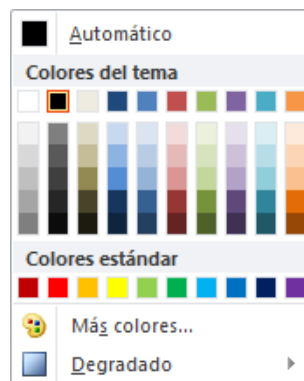 Automático
Colores del tema
Colores estándar
Más colores...
Degradado